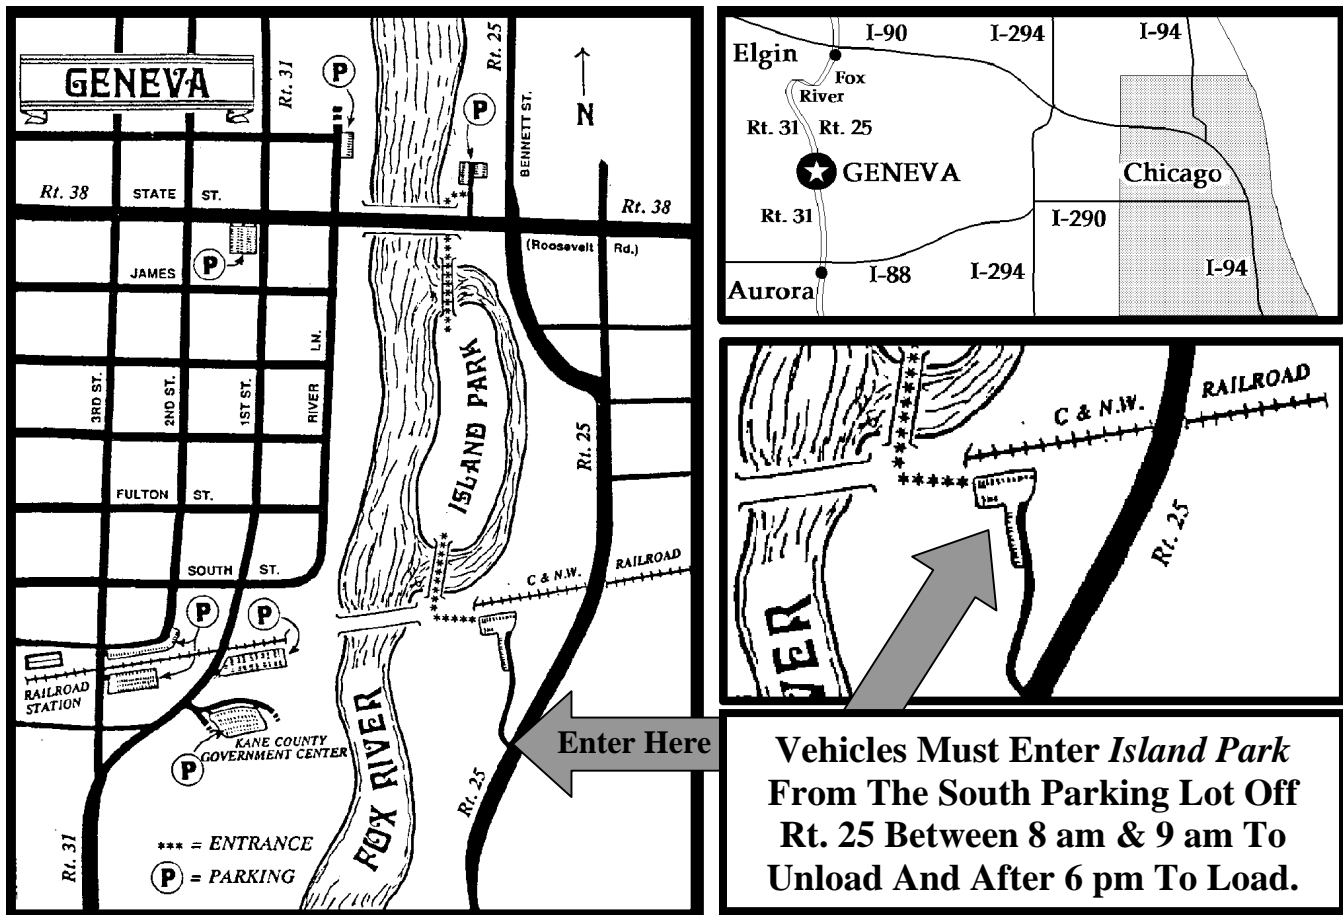 GENEVA
Rt. 31
P
Rt. 25
N
P
BENNETT ST.
Rt. 38
STATE ST.
Rt. 38
(Roosevelt Rd.)
P
JAMES
3RD ST.
2ND ST.
1ST ST.
RIVER LN.
ISLAND PARK
Rt. 25
FULTON ST.
SOUTH ST.
C & N.W. RAILROAD
P
P
RAILROAD
STATION
KANE COUNTY
GOVERNMENT CENTER
P
FOX RIVER
Enter Here
Rt. 25
Rt. 31
*** = ENTRANCE
P = PARKING
I-90
I-294
I-94
Elgin
Fox
River
Rt. 31
Rt. 25
GENEVA
Chicago
Rt. 31
I-290
I-88
I-294
I-94
Aurora
C & N.W. RAILROAD
Rt. 25
VER
Vehicles Must Enter Island Park
From The South Parking Lot Off
Rt. 25 Between 8 am & 9 am To
Unload And After 6 pm To Load.